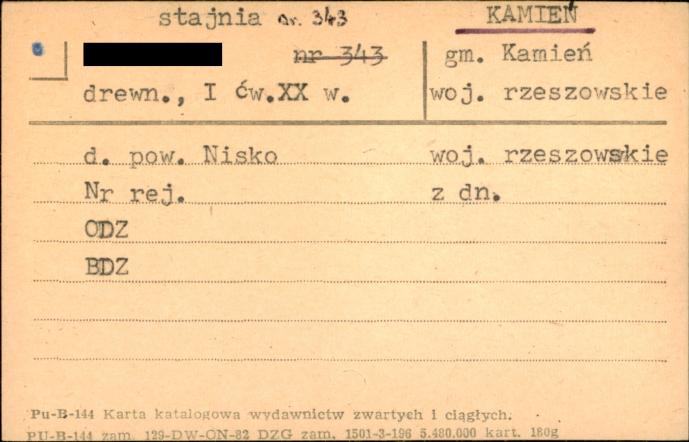 stajnia nr. 343
KAMIEŃ
nr 343
gm. Kamień
drewn., I ćw.XX w.
woj. rzeszowskie
d. pow. Nisko
woj. rzeszowskie
Nr rej.
z dn.
ODZ
BDZ
Pu-B-144 Karta katalogowa wydawnictw zwartych i ciągłych.
PU-B-144 zam. 129-DW-ON-82 DZG zam. 1501-3-196 5.480.000 kart. 180g